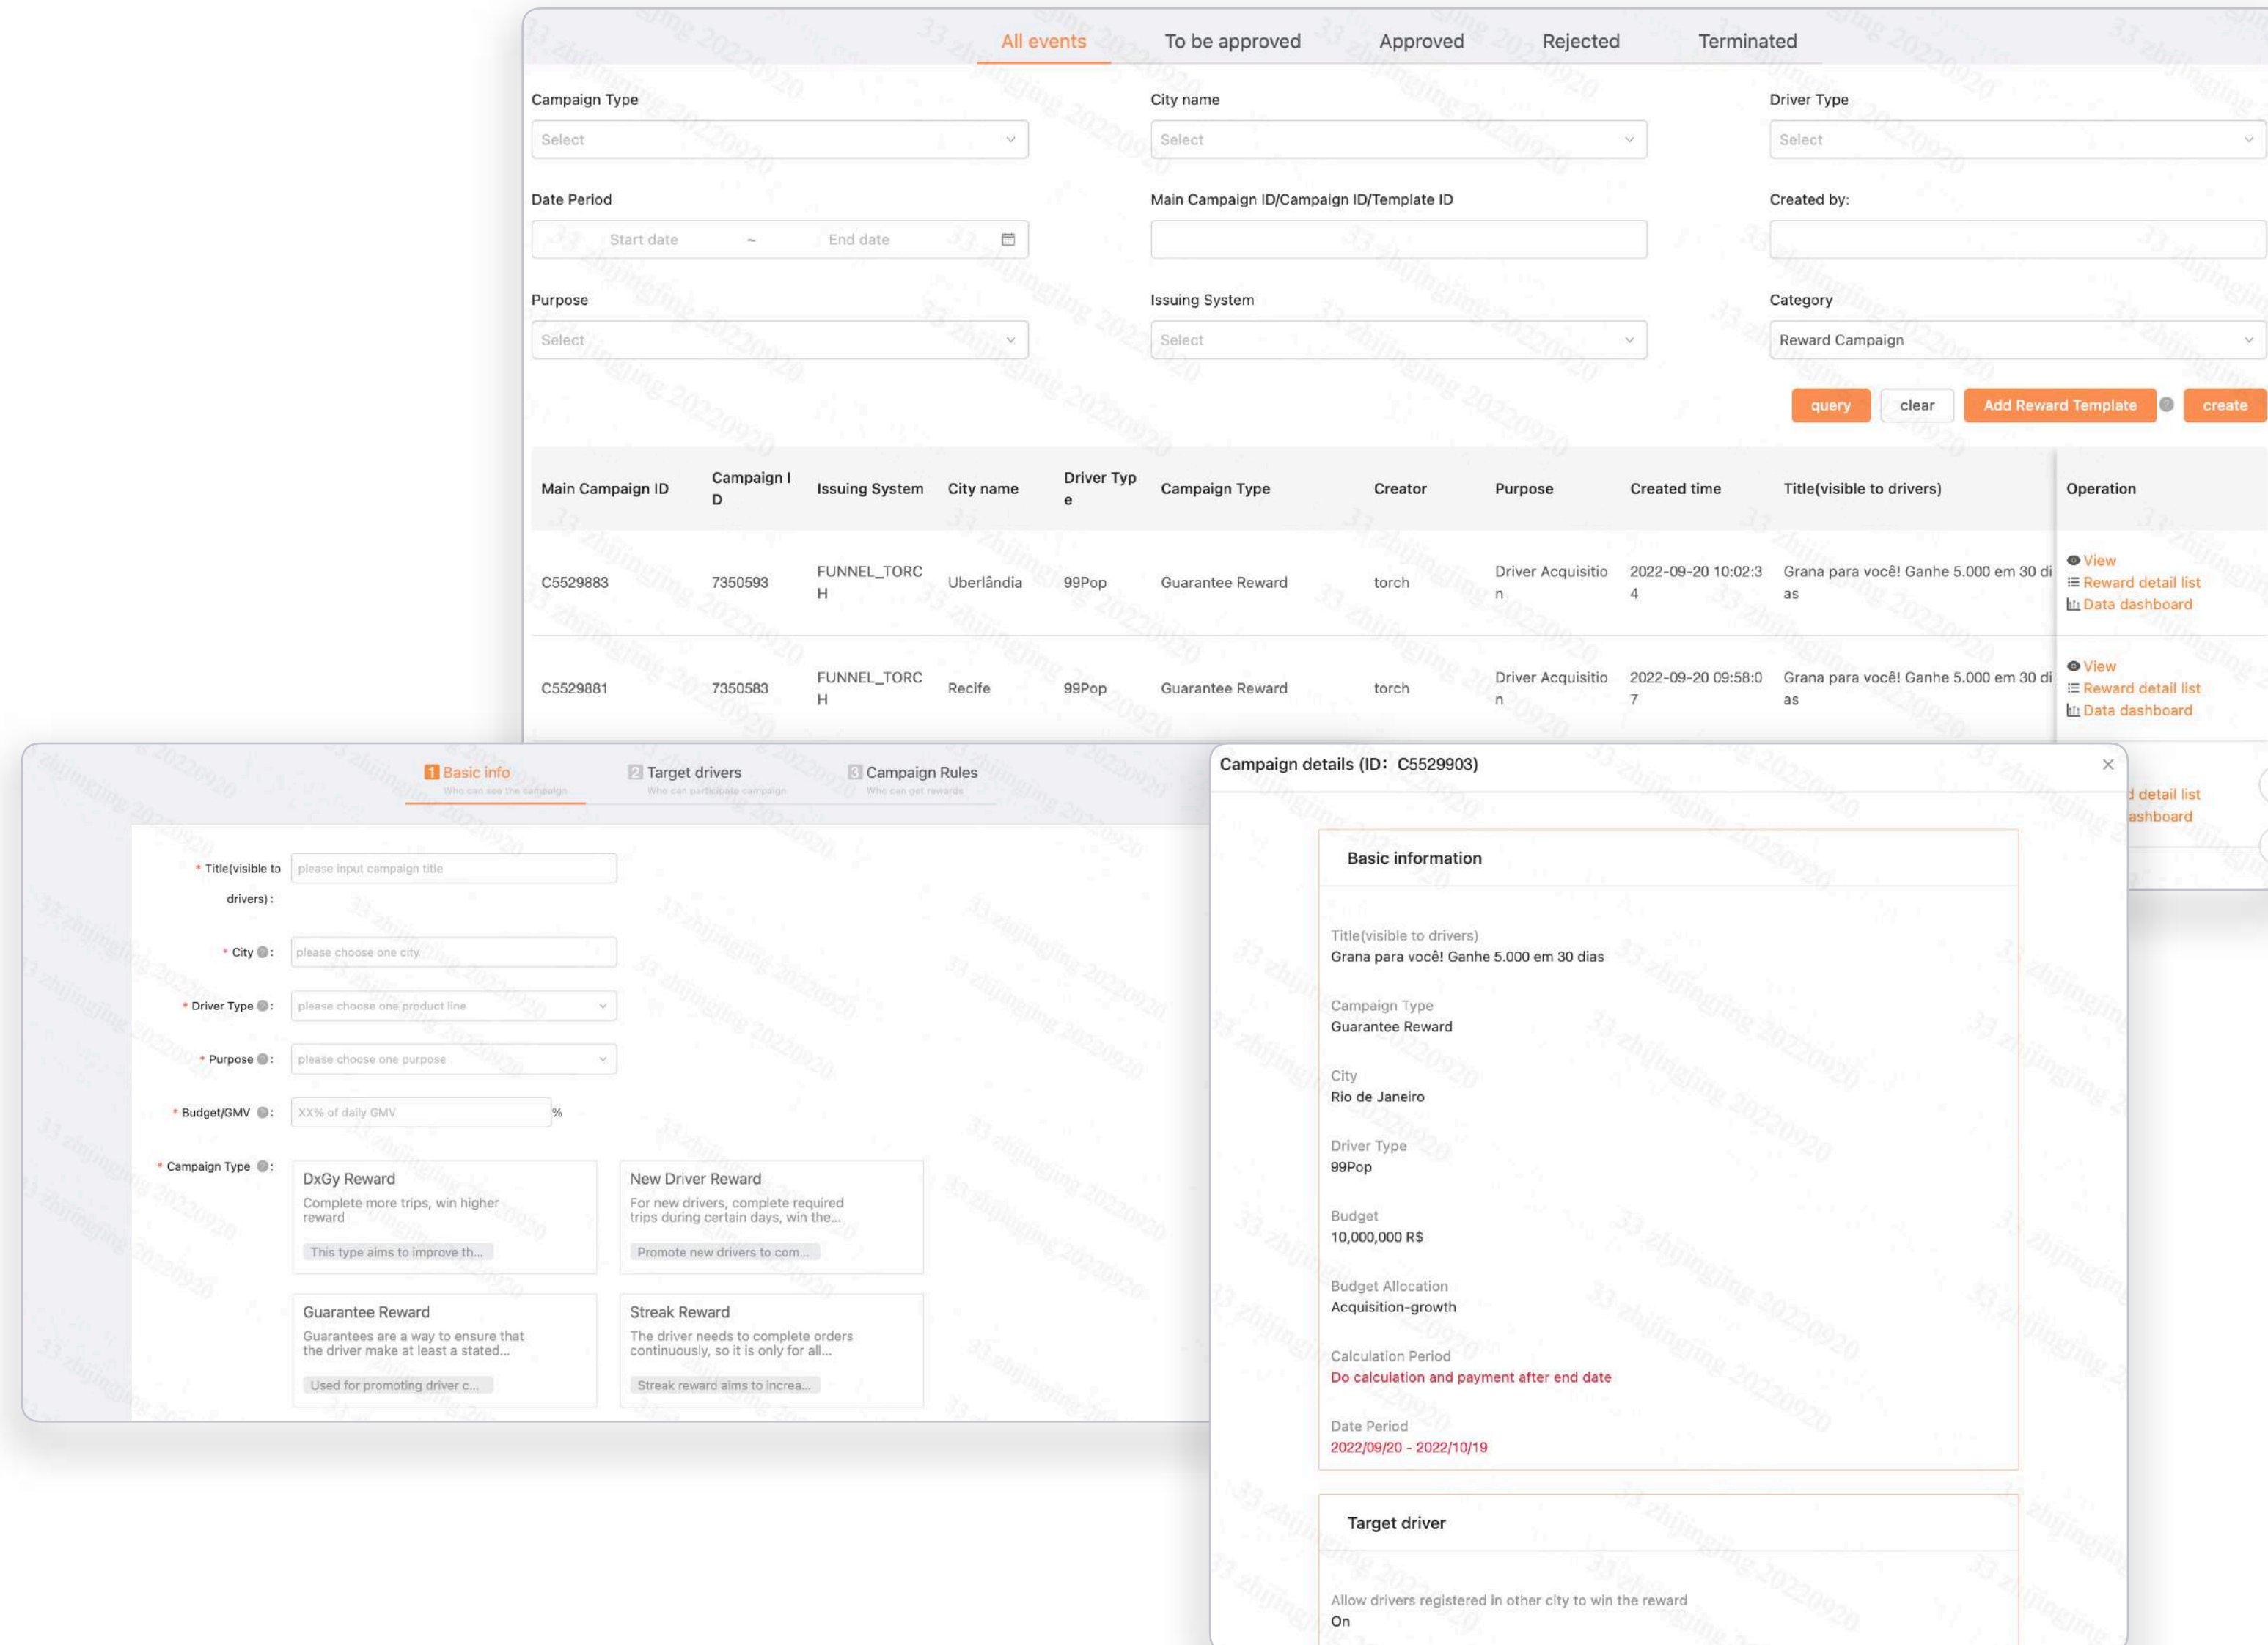 All events To be approved Approved Rejected Terminated
Campaign Type City name Driver Type
Select Select Select
Date Period Main Campaign ID/Campaign ID/Template ID Created by:
Start date ~ End date
Purpose Issuing System Category
Select Select Reward Campaign
query clear Add Reward Template create
Main Campaign ID Campaign I Issuing System City name Driver Typ Campaign Type Creator Purpose Created time Title(visible to drivers) Operation
D e
C5529883 7350593 FUNNEL_TORC Uberlândia 99Pop Guarantee Reward torch Driver Acquisitio 2022-09-20 10:02:3 Grana para você! Ganhe 5.000 em 30 di View
H n 4 as Reward detail list
Data dashboard
C5529881 7350583 FUNNEL_TORC Recife 99Pop Guarantee Reward torch Driver Acquisitio 2022-09-20 09:58:0 Grana para você! Ganhe 5.000 em 30 di View
H n 7 as Reward detail list
Data dashboard
d detail list
ashboard
1 Basic info 2 Target drivers 3 Campaign Rules
Who can see the campaign Who can participate campaign Who can get rewards
* Title(visible to please input campaign title
drivers) :
* City : please choose one city
* Driver Type : please choose one product line
* Purpose : please choose one purpose
* Budget/GMV : XX% of daily GMV %
* Campaign Type :
DxGy Reward
Complete more trips, win higher
reward
This type aims to improve th...
New Driver Reward
For new drivers, complete required
trips during certain days, win the...
Promote new drivers to com...
Guarantee Reward
Guarantees are a way to ensure that
the driver make at least a stated...
Used for promoting driver c...
Streak Reward
The driver needs to complete orders
continuously, so it is only for all...
Streak reward aims to increa...
Campaign details (ID: C5529903)
Basic information
Title(visible to drivers)
Grana para você! Ganhe 5.000 em 30 dias
Campaign Type
Guarantee Reward
City
Rio de Janeiro
Driver Type
99Pop
Budget
10,000,000 R$
Budget Allocation
Acquisition-growth
Calculation Period
Do calculation and payment after end date
Date Period
2022/09/20 - 2022/10/19
Target driver
Allow drivers registered in other city to win the reward
On
33 zhijingjing 20220920